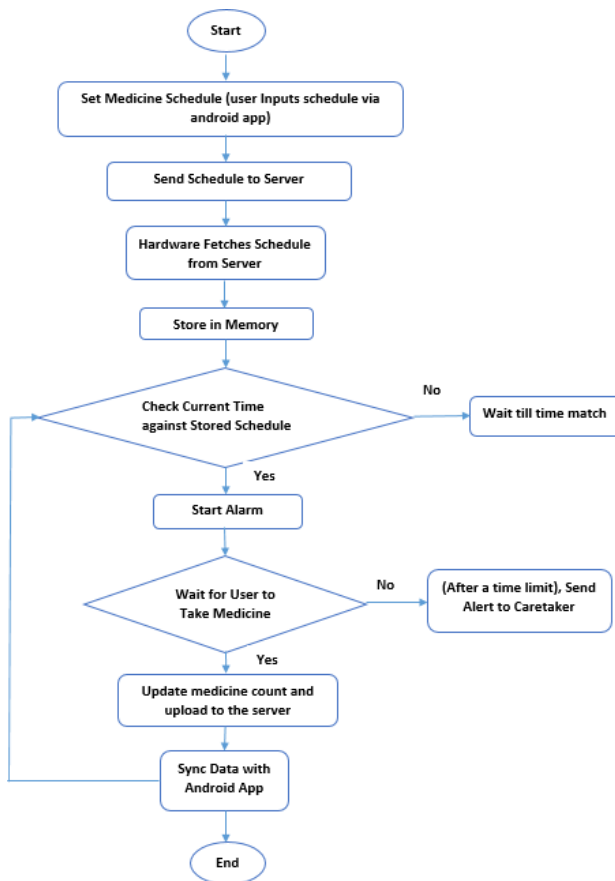 Start
Set Medicine Schedule (user Inputs schedule via
android app)
Send Schedule to Server
Hardware Fetches Schedule
from Server
Store in Memory
Check Current Time
against Stored Schedule
No
Wait till time match
Yes
Start Alarm
Wait for User to
Take Medicine
No
(After a time limit), Send
Alert to Caretaker
Yes
Update medicine count and
upload to the server
Sync Data with
Android App
End